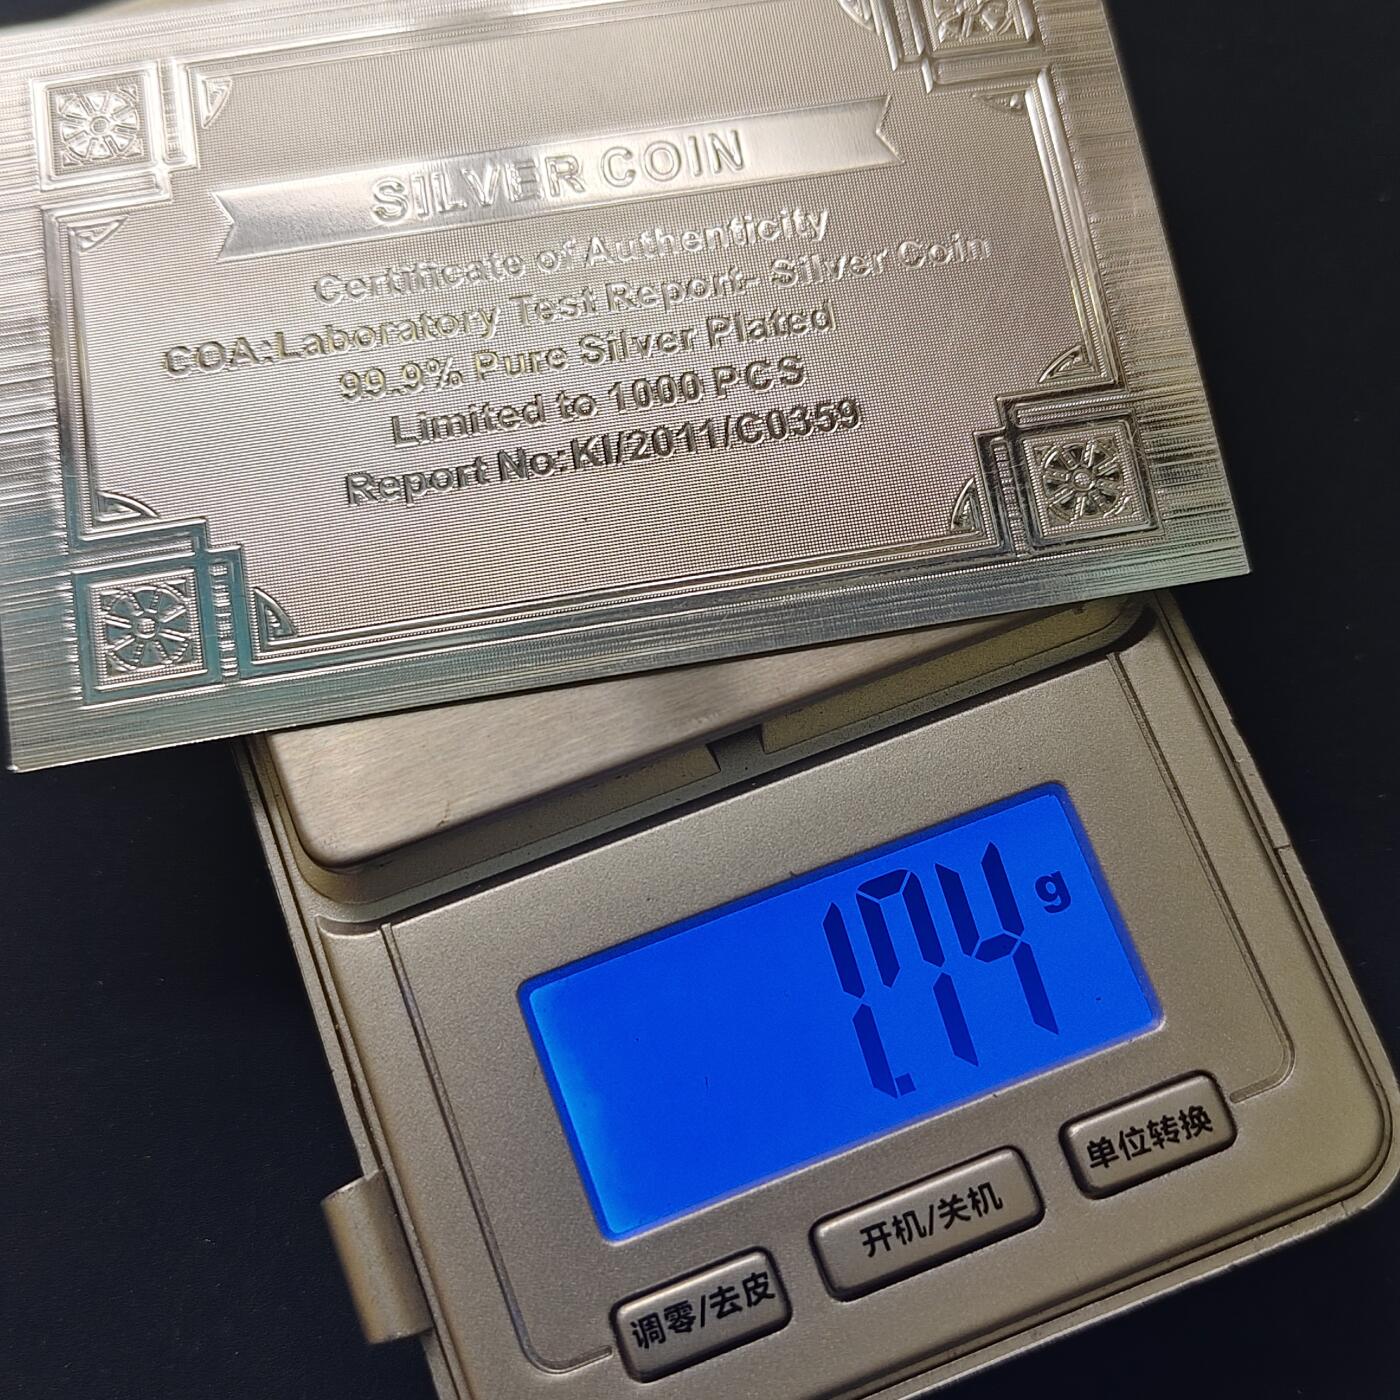 SILVER COIN
Certificate of Authenticity
COA:Laboratory Test Report- Silver Coin
99.9% Pure Silver Plated
Limited to 1000 PCS
Report No:KI/2011/C0359
1.74 g
调零/去皮
开机/关机
单位转换